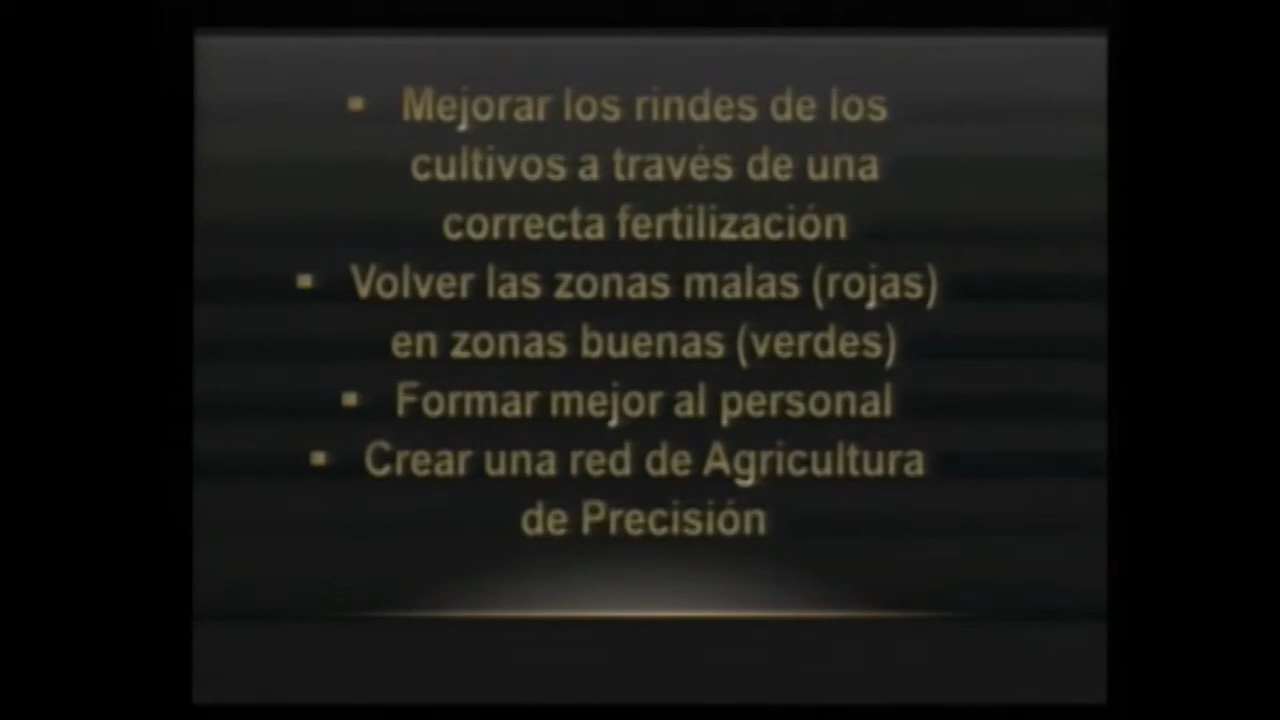 ▪ Mejorar los rindes de los
cultivos a través de una
correcta fertilización
▪ Volver las zonas malas (rojas)
en zonas buenas (verdes)
▪ Formar mejor al personal
▪ Crear una red de Agricultura
de Precisión